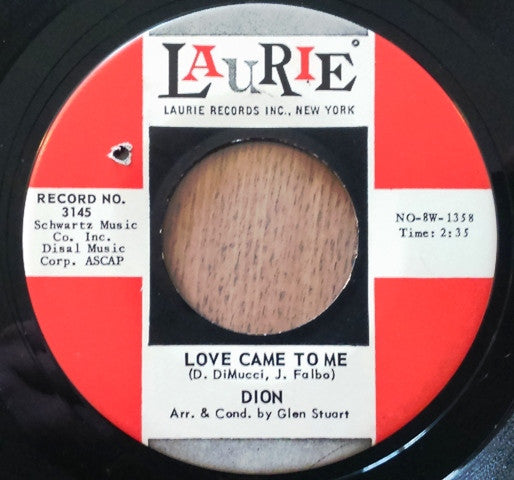 LAURIE
LAURIE RECORDS INC., NEW YORK
RECORD NO.
3145
Schwartz Music
Co. Inc.
Disal Music
Corp. ASCAP
NO-8W-1358
Time: 2:35
LOVE CAME TO ME
(D. DiMucci, J. Falbo)
DION
Arr. & Cond. by Glen Stuart